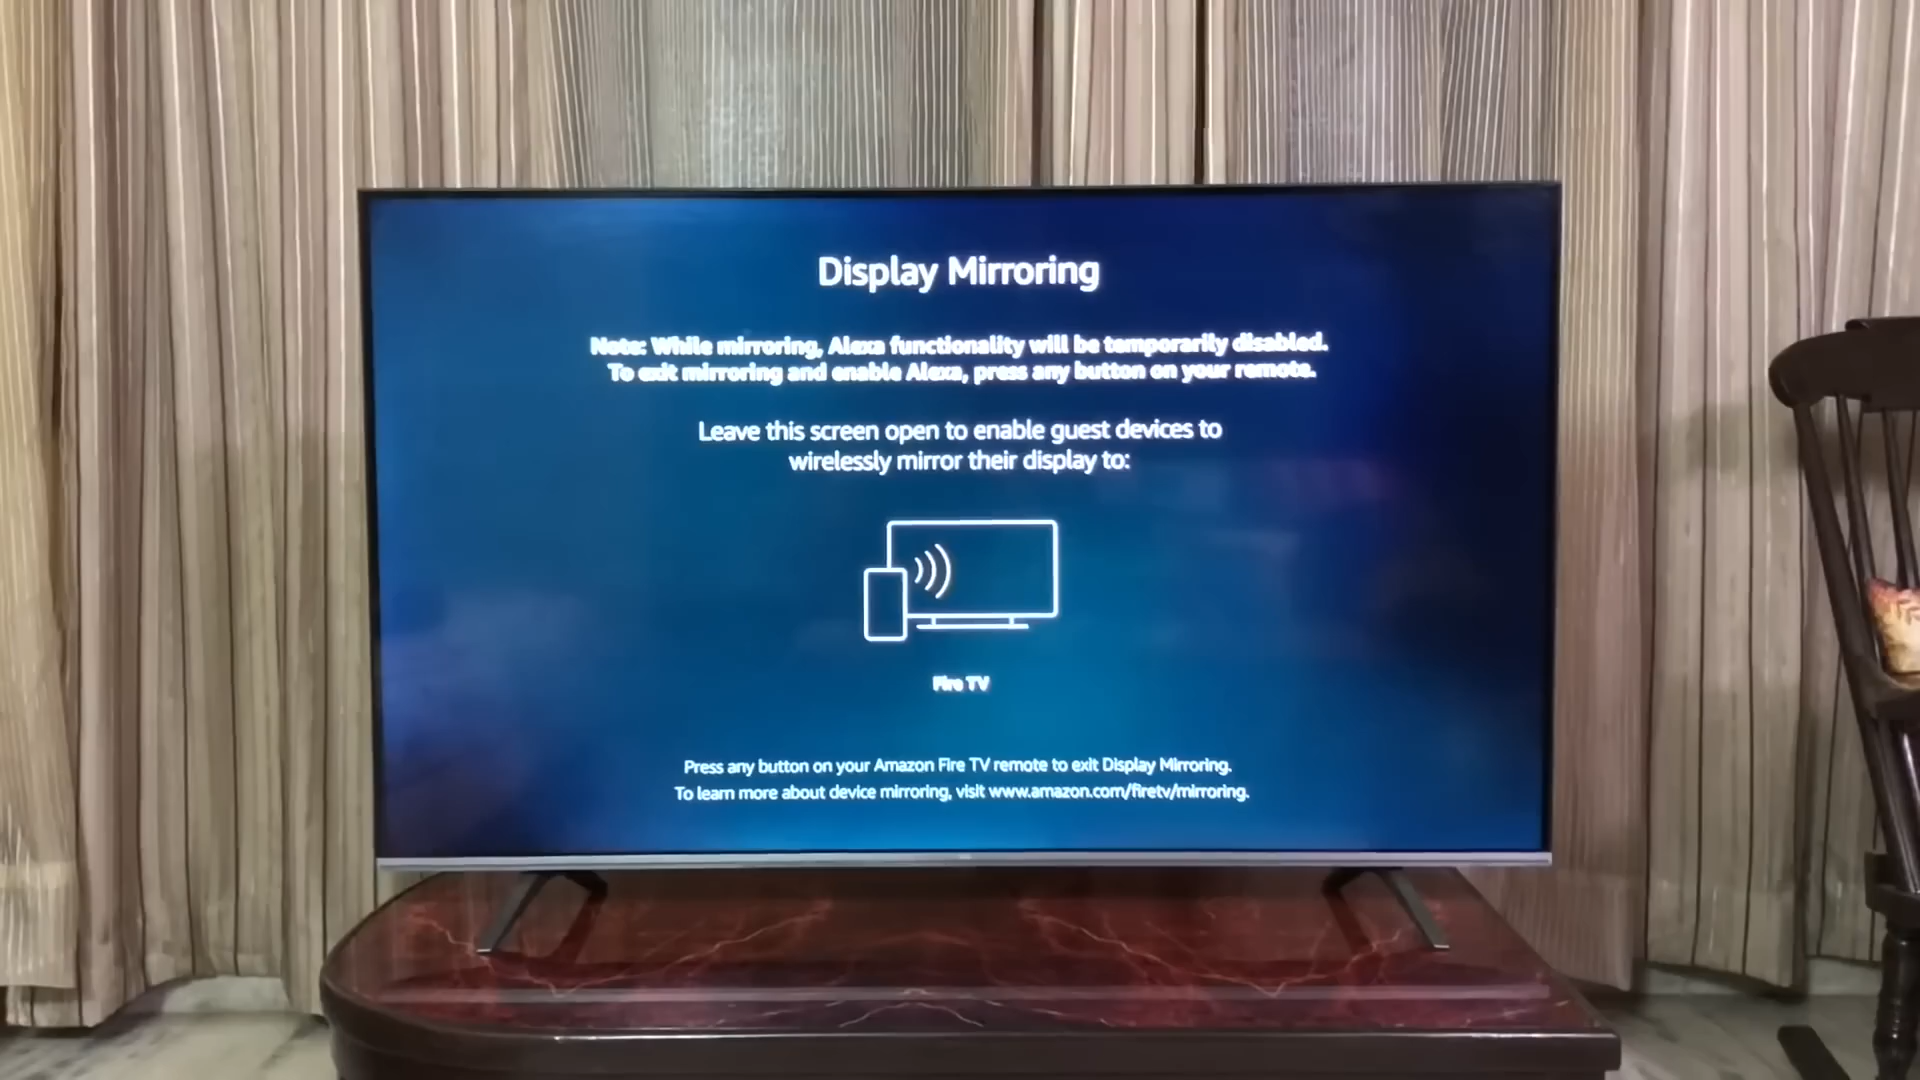 Display Mirroring
Note: While mirroring, Alexa functionality will be temporarily disabled.
To exit mirroring and enable Alexa, press any button on your remote.
Leave this screen open to enable guest devices to
wirelessly mirror their display to:
Fire TV
Press any button on your Amazon Fire TV remote to exit Display Mirroring.
To learn more about device mirroring, visit www.amazon.com/firetv/mirroring.